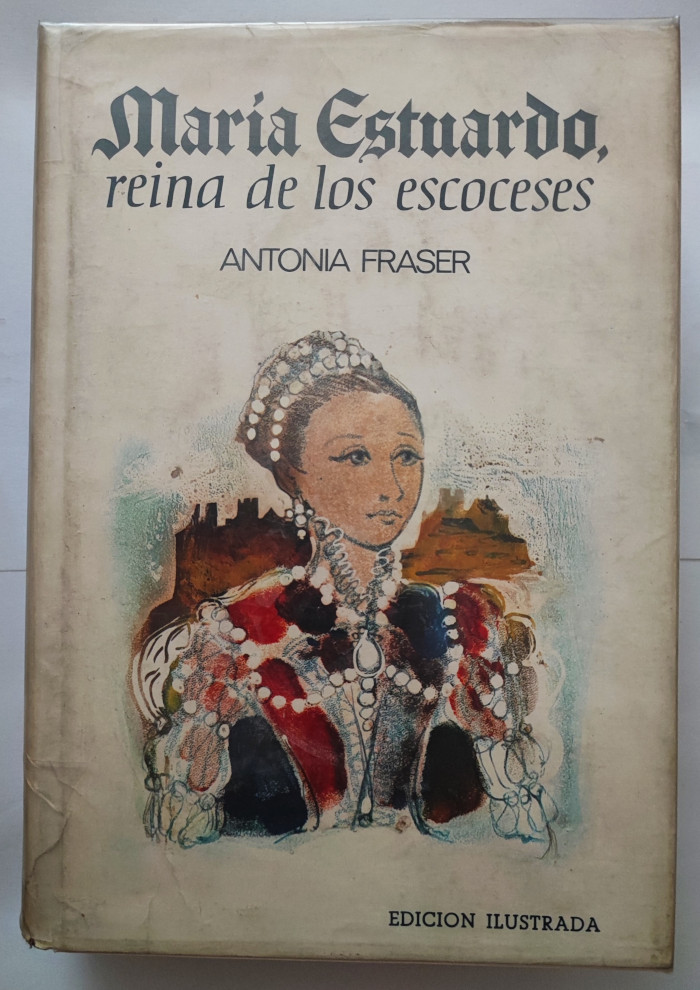 María Estuardo,
reina de los escoceses
ANTONIA FRASER
EDICION ILUSTRADA